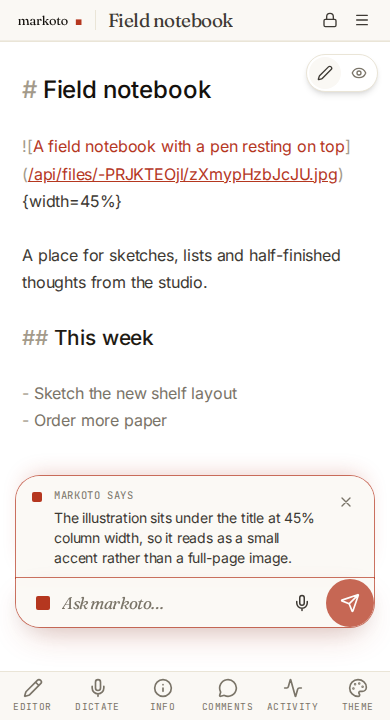 markoto
Field notebook
# Field notebook
![A field notebook with a pen resting on top]
(/api/files/-PRJKTEOjl/zXmypHzbJcJU.jpg)
{width=45%}
A place for sketches, lists and half-finished
thoughts from the studio.
## This week
- Sketch the new shelf layout
- Order more paper
MARKOTO SAYS
The illustration sits under the title at 45%
column width, so it reads as a small
accent rather than a full-page image.
Ask markoto...
EDITOR
DICTATE
INFO
COMMENTS
ACTIVITY
THEME